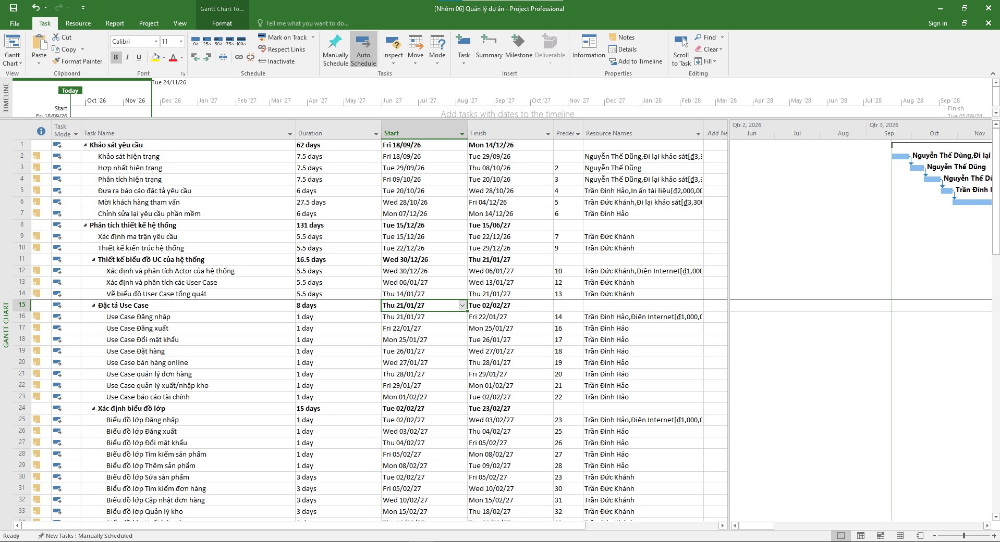 Gantt Chart To...
[Nhóm 06] Quản lý dự án - Project Professional
File Task Resource Report Project View Format Tell me what you want to do... Sign in
Gantt Chart
View
Paste
Cut
Copy
Format Painter
Clipboard
Calibri 11
B I U A
Font
0% 25% 50% 75% 100%
Mark on Track
Respect Links
Inactivate
Schedule
Manually Schedule
Auto Schedule
Inspect
Move
Mode
Tasks
Task
Summary
Milestone
Deliverable
Insert
Information
Notes
Details
Add to Timeline
Properties
Scroll to Task
Find
Clear
Fill
Editing
TIMELINE
Tue 24/11/26
Today
Oct '26 Nov '26 Dec '26 Jan '27 Feb '27 Mar '27 Apr '27 May '27 Jun '27 Jul '27 Aug '27 Sep '27 Oct '27 Nov '27 Dec '27 Jan '28 Feb '28 Mar '28 Apr '28 May '28 Jun '28 Jul '28 Aug '28 Sep '28
Start
Fri 18/09/26
Add tasks with dates to the timeline
Finish
Tue 05/09/28
GANTT CHART
Task Mode Task Name Duration Start Finish Predec Resource Names Add Ne
Qtr 2, 2026 Qtr 3, 2026
Jun Jul Aug Sep Oct Nov
1 Khảo sát yêu cầu 62 days Fri 18/09/26 Mon 14/12/26
2 Khảo sát hiện trạng 7.5 days Fri 18/09/26 Tue 29/09/26 Nguyễn Thế Dũng,Đi lại khảo sát[₫3,3 Nguyễn Thế Dũng,Đi lại
3 Hợp nhất hiện trạng 7.5 days Tue 29/09/26 Thu 08/10/26 2 Nguyễn Thế Dũng Nguyễn Thế Dũng
4 Phân tích hiện trạng 7.5 days Fri 09/10/26 Tue 20/10/26 3 Nguyễn Thế Dũng,Đi lại khảo sát[₫3,3 Nguyễn Thế Dũ
5 Đưa ra báo cáo đặc tả yêu cầu 6 days Tue 20/10/26 Wed 28/10/26 4 Trần Đình Hảo,In ấn tài liệu[₫2,000,00 Trần Đình
6 Mời khách hàng tham vấn 27.5 days Wed 28/10/26 Fri 04/12/26 5 Trần Đức Khánh,Đi lại khảo sát[₫3,300
7 Chỉnh sửa lại yêu cầu phần mềm 6 days Mon 07/12/26 Mon 14/12/26 6 Trần Đình Hảo
8 Phân tích thiết kế hệ thống 131 days Tue 15/12/26 Tue 15/06/27
9 Xác định ma trận yêu cầu 5.5 days Tue 15/12/26 Tue 22/12/26 7 Trần Đức Khánh
10 Thiết kế kiến trúc hệ thống 5.5 days Tue 22/12/26 Tue 29/12/26 9 Trần Đức Khánh
11 Thiết kế biểu đồ UC của hệ thống 16.5 days Wed 30/12/26 Thu 21/01/27
12 Xác định và phân tích Actor của hệ thống 5.5 days Wed 30/12/26 Wed 06/01/27 10 Trần Đức Khánh,Điện Internet[₫1,000
13 Xác định và phân tích các User Case 5.5 days Wed 06/01/27 Wed 13/01/27 12 Trần Đức Khánh
14 Vẽ biểu đồ User Case tổng quát 5.5 days Thu 14/01/27 Thu 21/01/27 13 Trần Đức Khánh
15 Đặc tả Use Case 8 days Thu 21/01/27 Tue 02/02/27
16 Use Case Đăng nhập 1 day Thu 21/01/27 Fri 22/01/27 14 Trần Đình Hảo,Điện Internet[₫1,000,0
17 Use Case Đăng xuất 1 day Fri 22/01/27 Mon 25/01/27 16 Trần Đình Hảo
18 Use Case Đổi mật khẩu 1 day Mon 25/01/27 Tue 26/01/27 17 Trần Đình Hảo
19 Use Case Đặt hàng 1 day Tue 26/01/27 Wed 27/01/27 18 Trần Đình Hảo
20 Use Case bán hàng online 1 day Wed 27/01/27 Thu 28/01/27 19 Trần Đình Hảo
21 Use Case quản lý đơn hàng 1 day Thu 28/01/27 Fri 29/01/27 20 Trần Đình Hảo
22 Use Case quản lý xuất/nhập kho 1 day Fri 29/01/27 Mon 01/02/27 21 Trần Đình Hảo
23 Use Case báo cáo tài chính 1 day Mon 01/02/27 Tue 02/02/27 22 Trần Đình Hảo
24 Xác định biểu đồ lớp 15 days Tue 02/02/27 Tue 23/02/27
25 Biểu đồ lớp Đăng nhập 1 day Tue 02/02/27 Wed 03/02/27 23 Trần Đình Hảo,Điện Internet[₫1,000,0
26 Biểu đồ lớp Đăng xuất 1 day Wed 03/02/27 Thu 04/02/27 25 Trần Đình Hảo
27 Biểu đồ lớp Đổi mật khẩu 1 day Thu 04/02/27 Fri 05/02/27 26 Trần Đình Hảo
28 Biểu đồ lớp Tìm kiếm sản phẩm 1 day Fri 05/02/27 Mon 08/02/27 27 Trần Đình Hảo
29 Biểu đồ lớp Thêm sản phẩm 1 day Mon 08/02/27 Tue 09/02/27 28 Trần Đình Hảo
30 Biểu đồ lớp Sửa sản phẩm 3 days Tue 02/02/27 Fri 05/02/27 23 Trần Đức Khánh
31 Biểu đồ lớp Tìm kiếm đơn hàng 3 days Fri 05/02/27 Wed 10/02/27 30 Trần Đức Khánh
32 Biểu đồ lớp Cập nhật đơn hàng 3 days Wed 10/02/27 Mon 15/02/27 31 Trần Đức Khánh
33 Biểu đồ lớp Quản lý kho 3 days Mon 15/02/27 Thu 18/02/27 32 Trần Đức Khánh
Ready New Tasks : Manually Scheduled